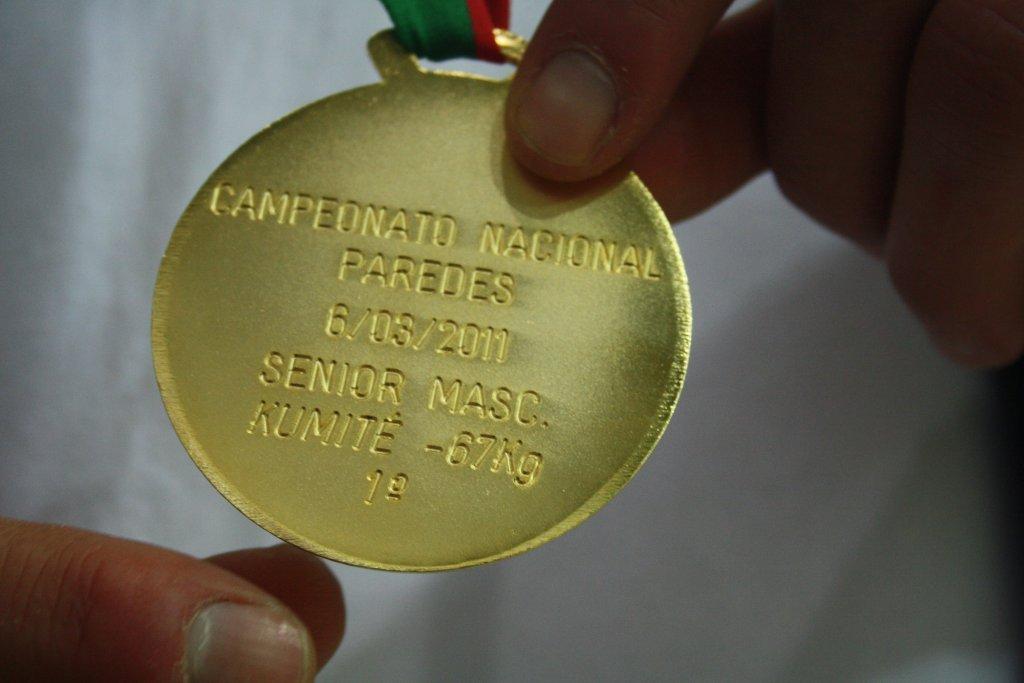 CAMPEONATO NACIONAL
PAREDES
6/03/2011
SENIOR MASC.
KUMITÉ -67Kg
1º